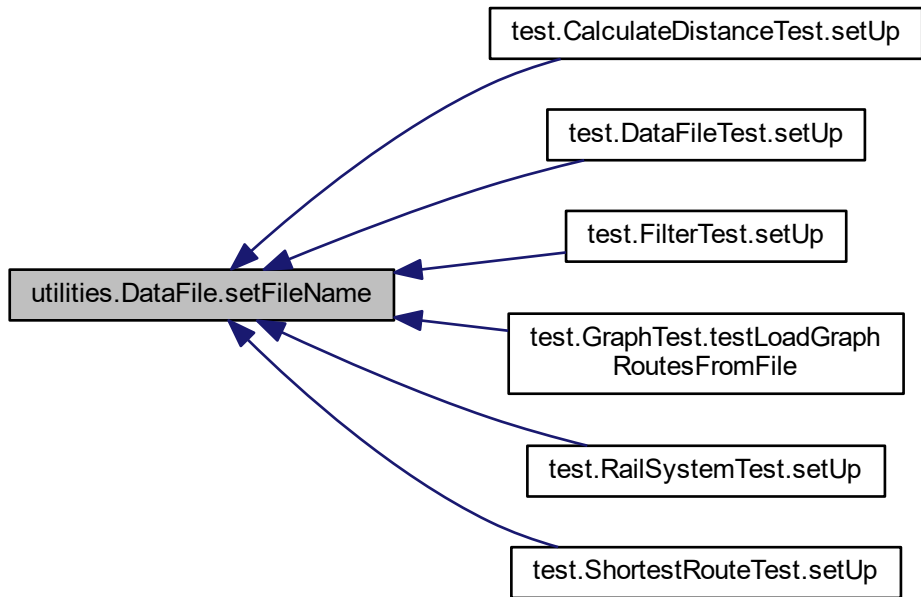 test.CalculateDistanceTest.setUp
test.DataFileTest.setUp
test.FilterTest.setUp
utilities.DataFile.setFileName
test.GraphTest.testLoadGraph
RoutesFromFile
test.RailSystemTest.setUp
test.ShortestRouteTest.setUp